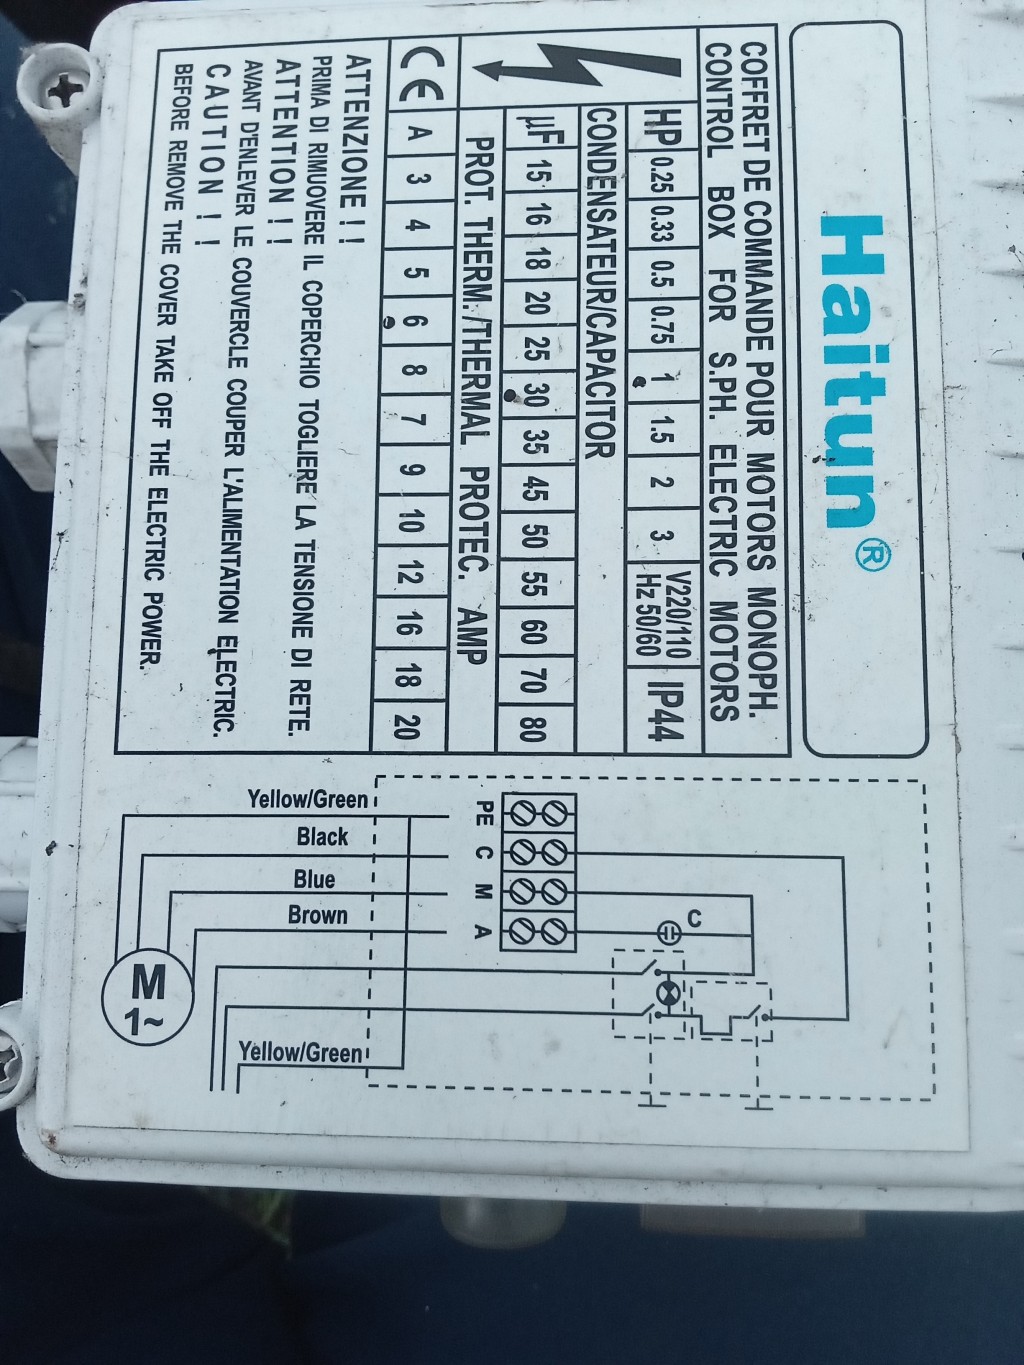 Haitun®
COFFRET DE COMMANDE POUR MOTORS MONOPH.
CONTROL BOX FOR S.PH. ELECTRIC MOTORS
HP 0.25 0.33 0.5 0.75 1 1.5 2 3 V220/110 Hz 50/60 IP44
CONDENSATEUR/CAPACITOR
µF 15 16 18 20 25 30 35 45 50 55 60 70 80
PROT. THERM./THERMAL PROTEC. AMP
CE A 3 4 5 6 8 7 9 10 12 16 18 20
ATTENZIONE ! !
PRIMA DI RIMUOVERE IL COPERCHIO TOGLIERE LA TENSIONE DI RETE.
ATTENTION ! !
AVANT D'ENLEVER LE COUVERCLE COUPER L'ALIMENTATION ELECTRIC.
CAUTION ! !
BEFORE REMOVE THE COVER TAKE OFF THE ELECTRIC POWER.
Yellow/Green
Black
Blue
Brown
PE
C
M
A
C
M
1~
Yellow/Green